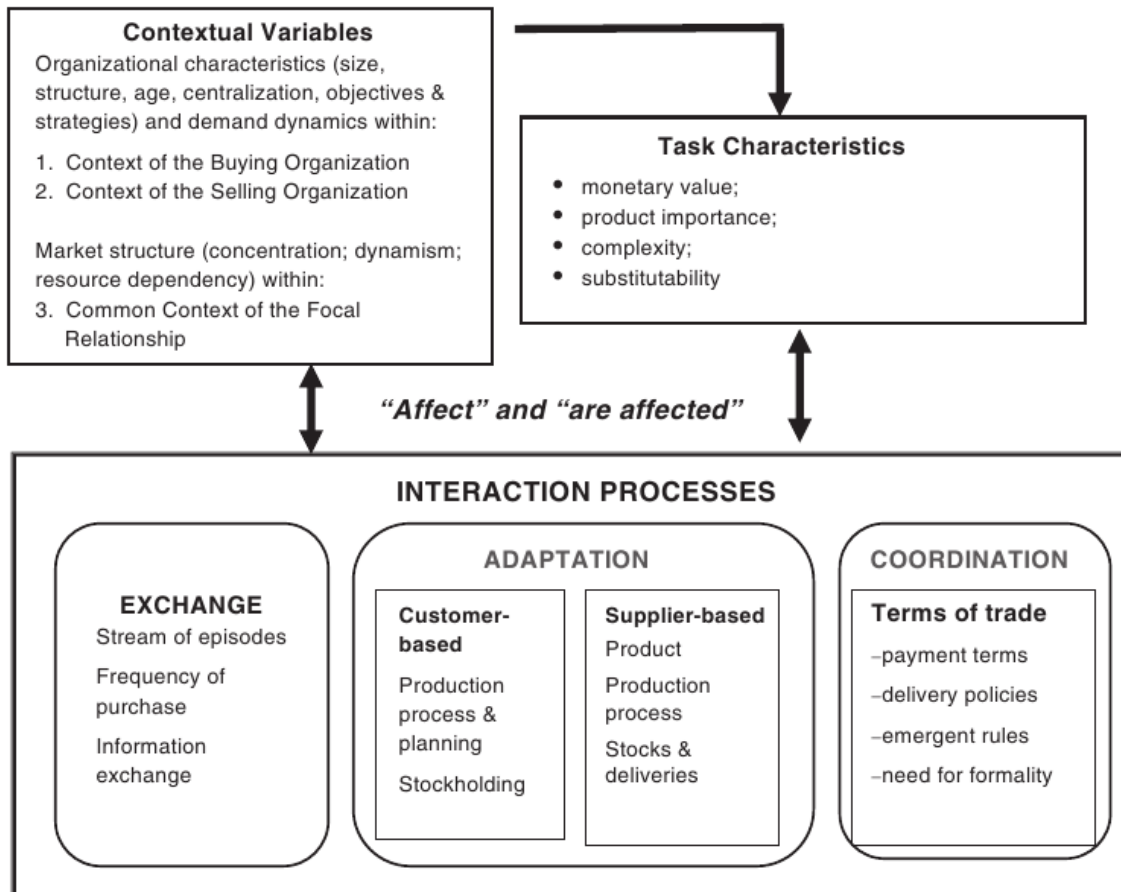 Contextual Variables
Organizational characteristics (size,
structure, age, centralization, objectives &
strategies) and demand dynamics within:
1. Context of the Buying Organization
2. Context of the Selling Organization
Market structure (concentration; dynamism;
resource dependency) within:
3. Common Context of the Focal
Relationship
Task Characteristics
• monetary value;
• product importance;
• complexity;
• substitutability
“Affect” and “are affected”
INTERACTION PROCESSES
EXCHANGE
Stream of episodes
Frequency of
purchase
Information
exchange
ADAPTATION
Customer-
based
Production
process &
planning
Stockholding
Supplier-based
Product
Production
process
Stocks &
deliveries
COORDINATION
Terms of trade
–payment terms
–delivery policies
–emergent rules
–need for formality